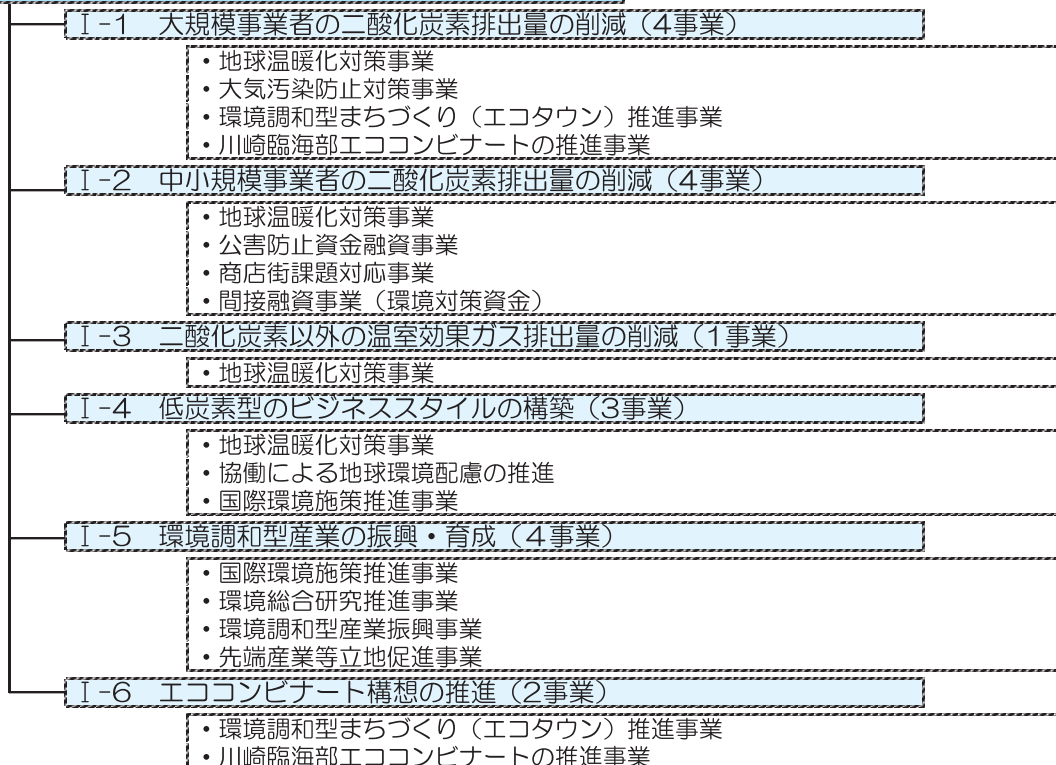 Ⅰ-1　大規模事業者の二酸化炭素排出量の削減（4事業）
・地球温暖化対策事業
・大気汚染防止対策事業
・環境調和型まちづくり（エコタウン）推進事業
・川崎臨海部エココンビナートの推進事業
Ⅰ-2　中小規模事業者の二酸化炭素排出量の削減（4事業）
・地球温暖化対策事業
・公害防止資金融資事業
・商店街課題対応事業
・間接融資事業（環境対策資金）
Ⅰ-3　二酸化炭素以外の温室効果ガス排出量の削減（1事業）
・地球温暖化対策事業
Ⅰ-4　低炭素型のビジネススタイルの構築（3事業）
・地球温暖化対策事業
・協働による地球環境配慮の推進
・国際環境施策推進事業
Ⅰ-5　環境調和型産業の振興・育成（4事業）
・国際環境施策推進事業
・環境総合研究推進事業
・環境調和型産業振興事業
・先端産業等立地促進事業
Ⅰ-6　エココンビナート構想の推進（2事業）
・環境調和型まちづくり（エコタウン）推進事業
・川崎臨海部エココンビナートの推進事業